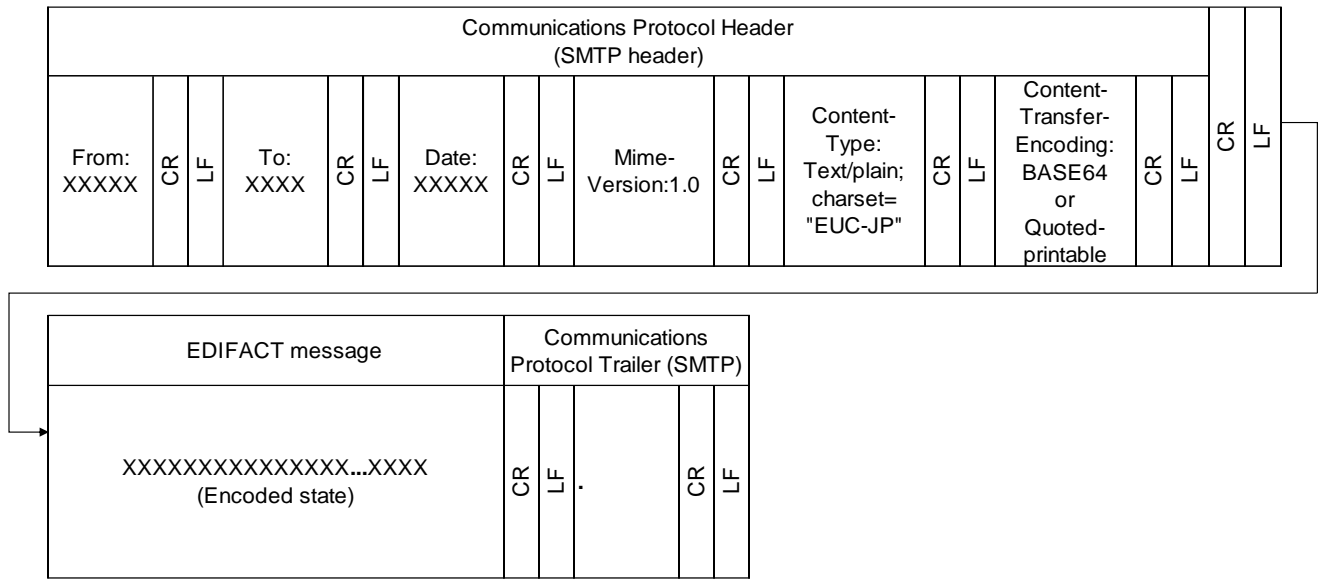 Communications Protocol Header
(SMTP header)
From:
XXXXX
CR
LF
To:
XXXX
CR
LF
Date:
XXXXX
CR
LF
Mime-
Version:1.0
CR
LF
Content-
Type:
Text/plain;
charset=
"EUC-JP"
CR
LF
Content-
Transfer-
Encoding:
BASE64
or
Quoted-
printable
CR
LF
CR
LF
EDIFACT message
Communications
Protocol Trailer (SMTP)
XXXXXXXXXXXXXXX...XXXX
(Encoded state)
CR
LF
.
CR
LF